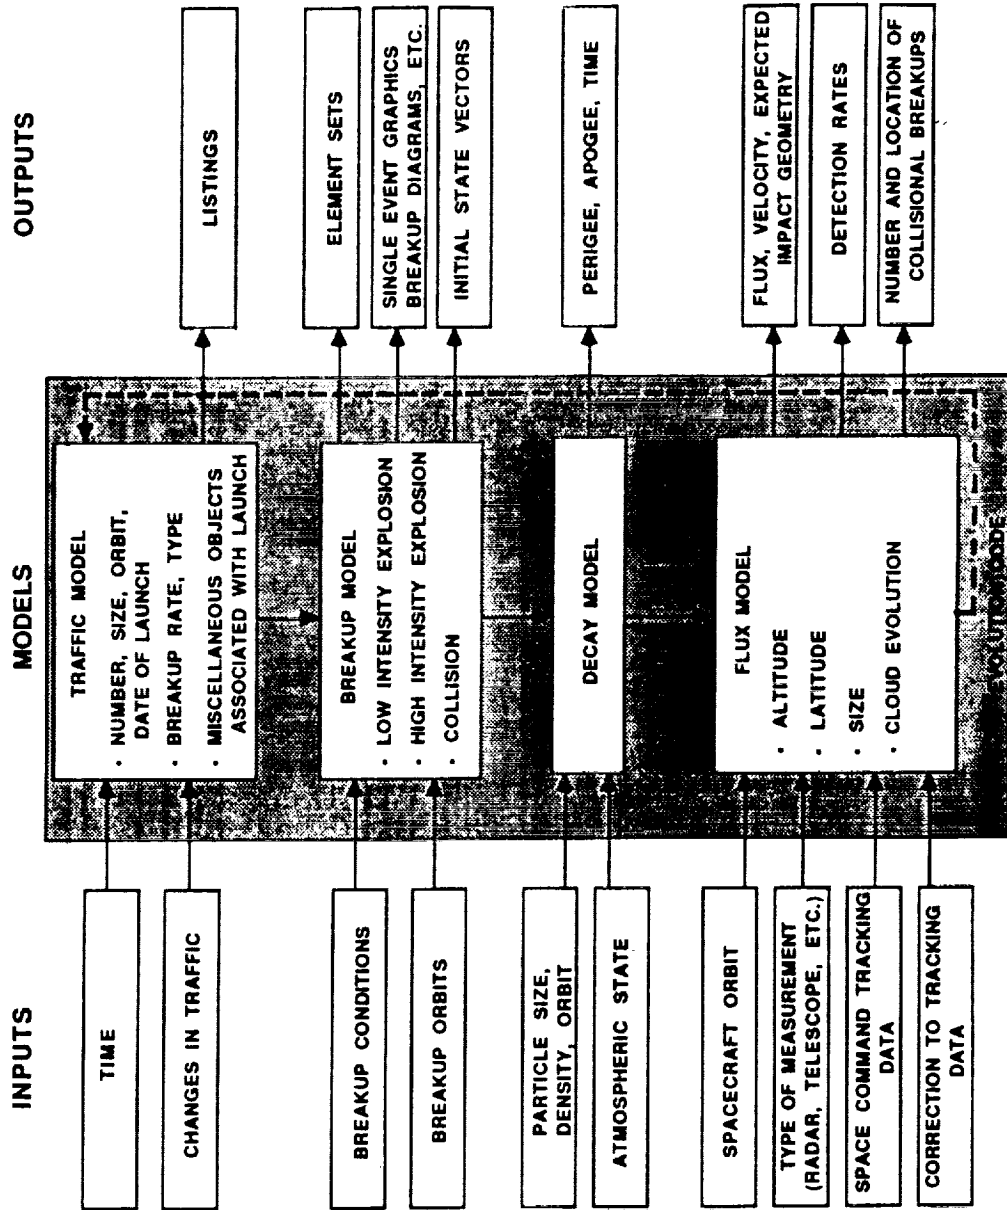 INPUTS
MODELS
OUTPUTS
TIME
CHANGES IN TRAFFIC
TRAFFIC MODEL
· NUMBER, SIZE, ORBIT,
DATE OF LAUNCH
· BREAKUP RATE, TYPE
· MISCELLANEOUS OBJECTS
ASSOCIATED WITH LAUNCH
LISTINGS
BREAKUP CONDITIONS
BREAKUP ORBITS
BREAKUP MODEL
· LOW INTENSITY EXPLOSION
· HIGH INTENSITY EXPLOSION
· COLLISION
ELEMENT SETS
SINGLE EVENT GRAPHICS
BREAKUP DIAGRAMS, ETC.
INITIAL STATE VECTORS
PARTICLE SIZE,
DENSITY, ORBIT
ATMOSPHERIC STATE
DECAY MODEL
PERIGEE, APOGEE, TIME
SPACECRAFT ORBIT
TYPE OF MEASUREMENT
(RADAR, TELESCOPE, ETC.)
SPACE COMMAND TRACKING
DATA
CORRECTION TO TRACKING
DATA
FLUX MODEL
· ALTITUDE
· LATITUDE
· SIZE
· CLOUD EVOLUTION
FLUX, VELOCITY, EXPECTED
IMPACT GEOMETRY
DETECTION RATES
NUMBER AND LOCATION OF
COLLISIONAL BREAKUPS
EVOLUTION CODE